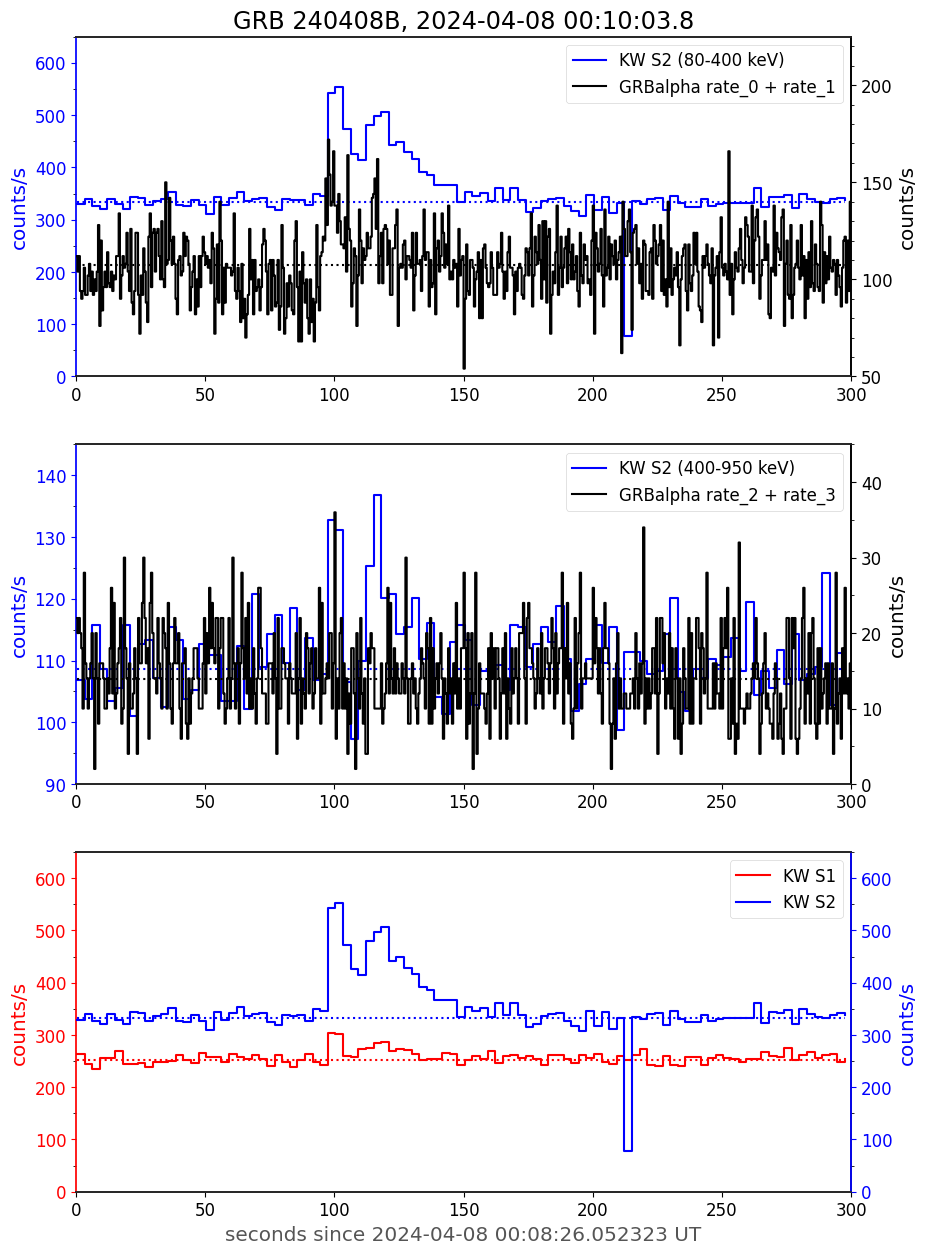 GRB 240408B, 2024-04-08 00:10:03.8
KW S2 (80-400 keV)
GRBalpha rate_0 + rate_1
600
500
400
300
200
100
0
counts/s
200
150
100
50
counts/s
0 50 100 150 200 250 300
KW S2 (400-950 keV)
GRBalpha rate_2 + rate_3
140
130
120
110
100
90
counts/s
40
30
20
10
0
counts/s
0 50 100 150 200 250 300
KW S1
KW S2
600
500
400
300
200
100
0
counts/s
600
500
400
300
200
100
0
counts/s
0 50 100 150 200 250 300
seconds since 2024-04-08 00:08:26.052323 UT